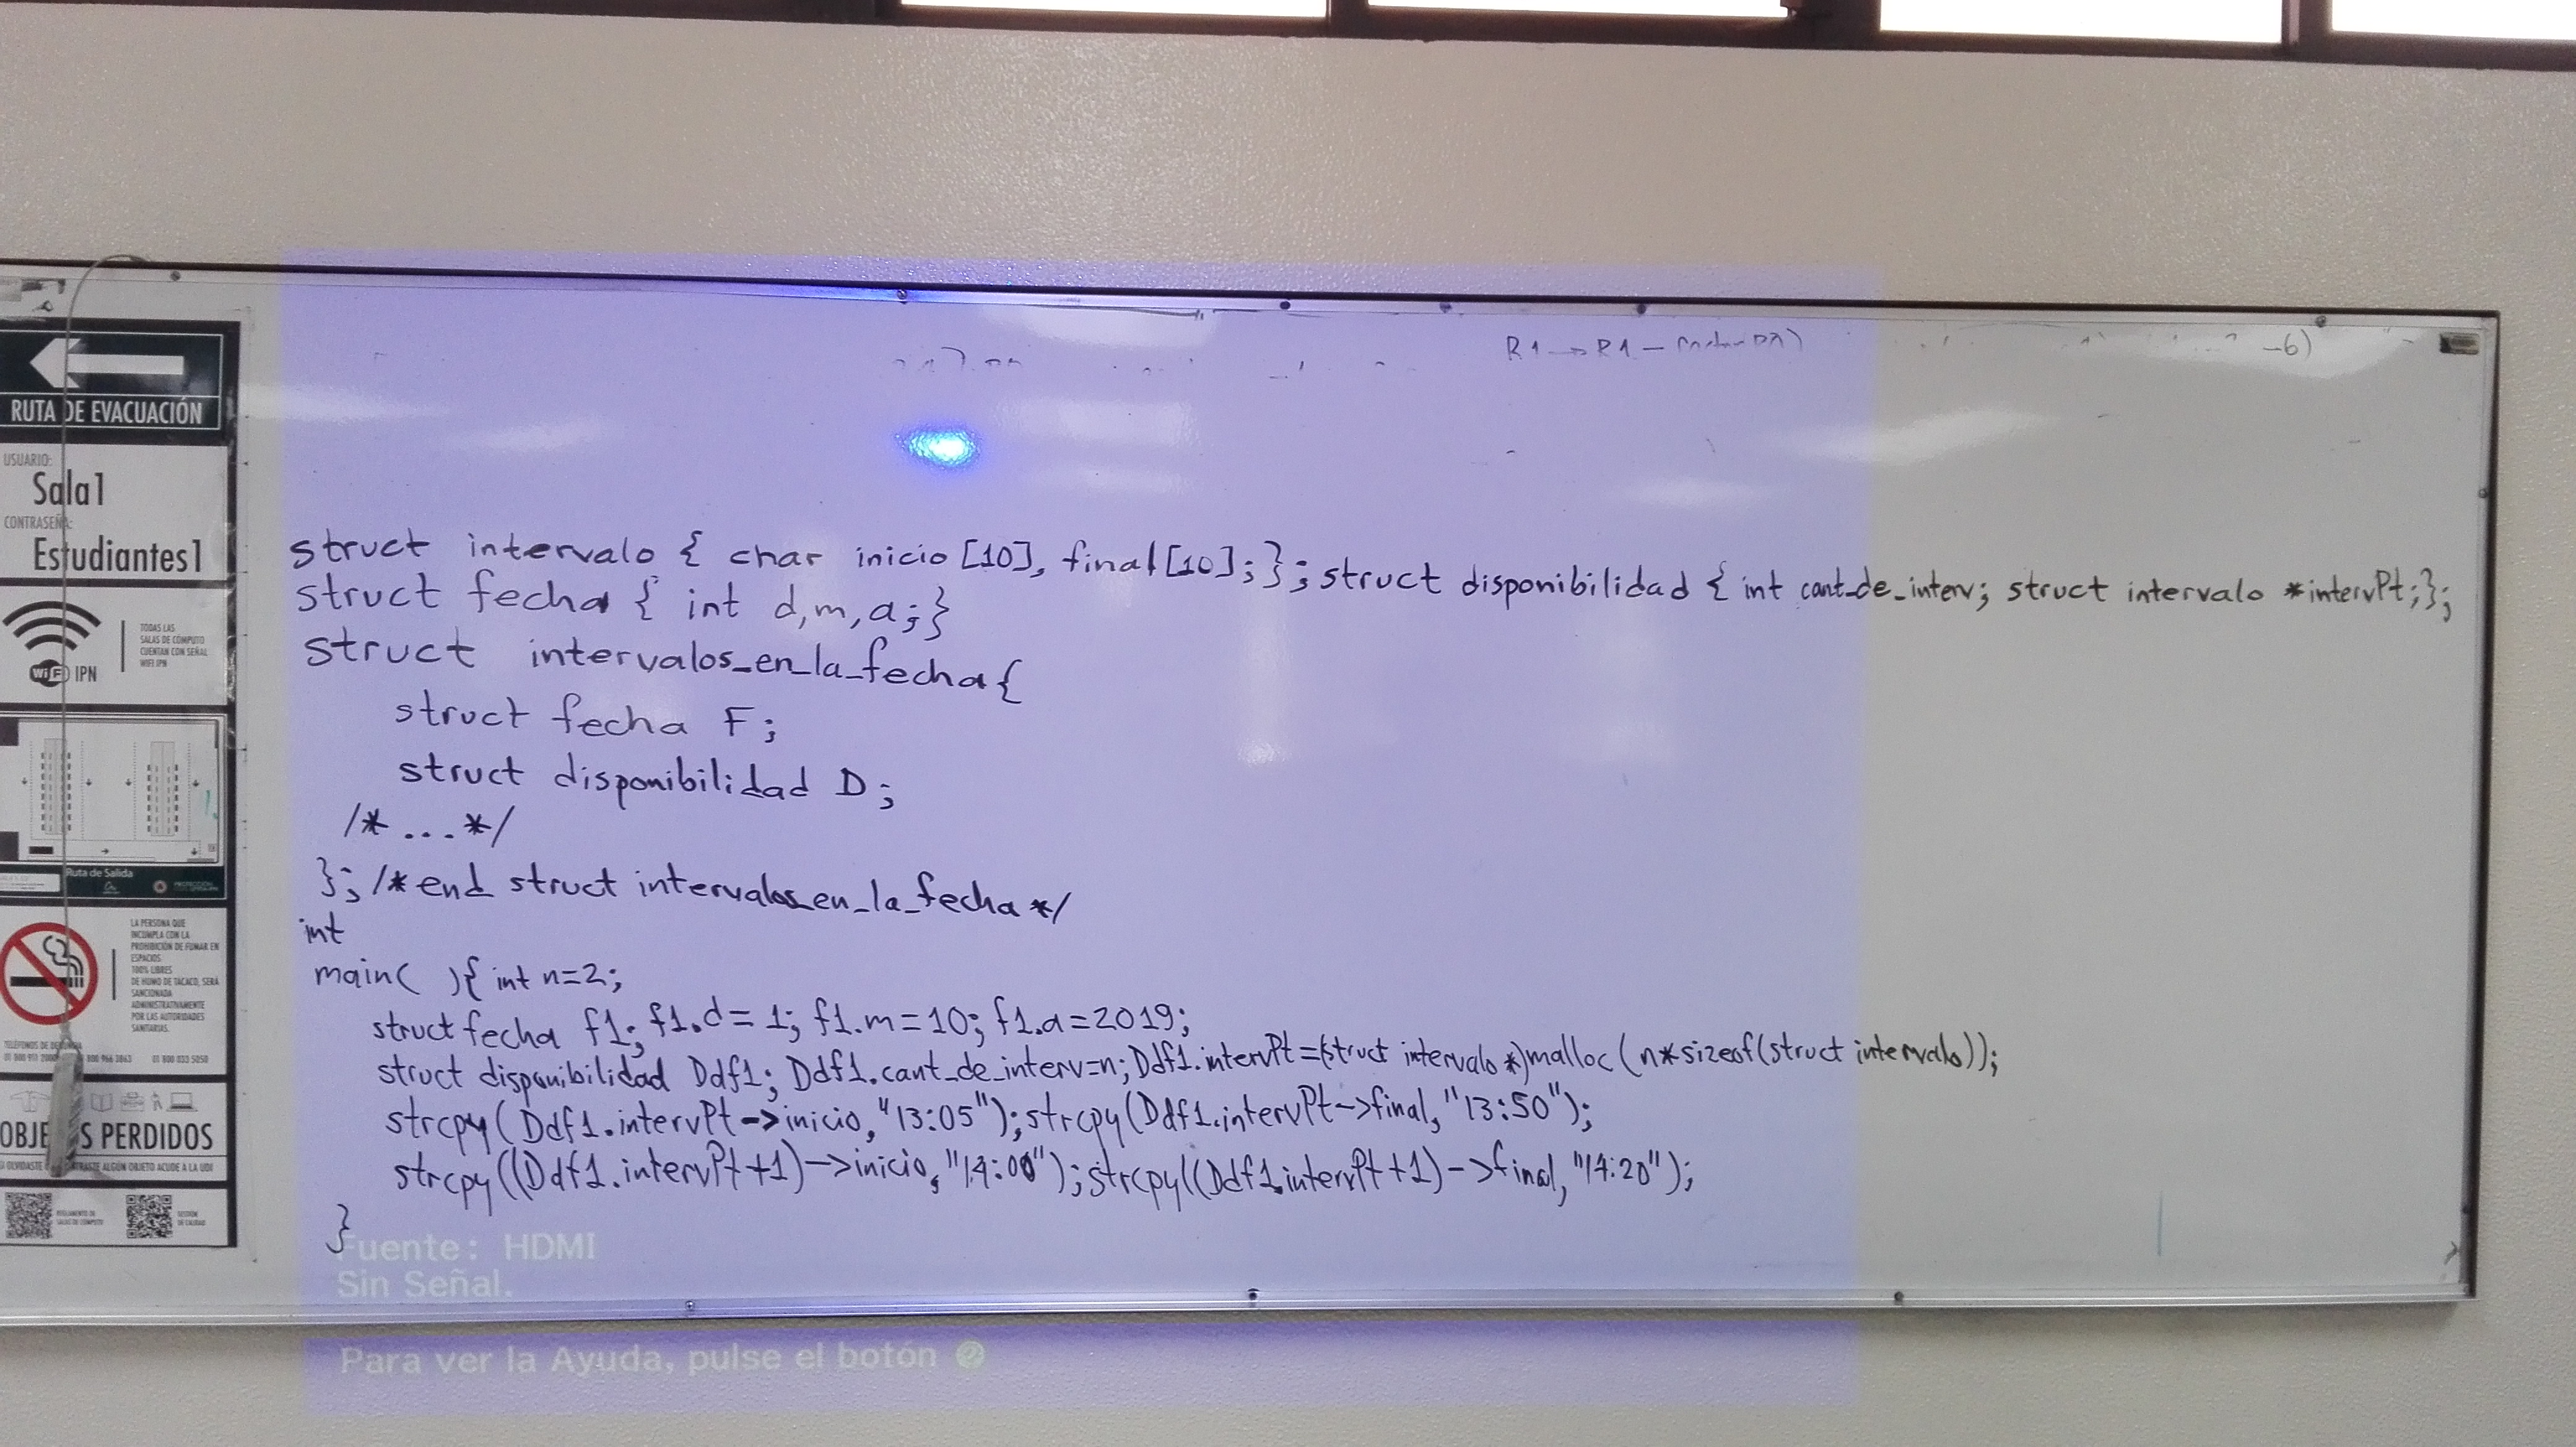 R1→R1-
-6)
RUTA DE EVACUACIÓN
USUARIO:
Sala1
CONTRASEÑA:
Estudiantes1
WiFi IPN
TODAS LAS
SALAS DE CÓMPUTO
CUENTAN CON SEÑAL
WIFI IPN
Ruta de Salida
LA PERSONA QUE
INCUMPLA CON LA
PROHIBICIÓN DE FUMAR EN
ESPACIOS
100% LIBRES
DE HUMO DE TABACO, SERÁ
SANCIONADA
ADMINISTRATIVAMENTE
POR LAS AUTORIDADES
SANITARIAS.
01 800 033 5050
S PERDIDOS
struct intervalo { char inicio [10], final [10];}; struct disponibilidad { int cant_de_interv; struct intervalo *intervPt;};
struct fecha { int d,m,a;}
struct intervalos_en_la_fecha{
struct fecha F;
struct disponibilidad D;
/* ... */
}; /* end struct intervalos_en_la_fecha */
int
main( ){ int n=2;
struct fecha f1; f1.d=1; f1.m=10; f1.a=2019;
struct disponibilidad Ddf1; Ddf1.cant_de_interv=n; Ddf1.intervPt=(struct intervalo *)malloc(n*sizeof(struct intervalo));
strcpy(Ddf1.intervPt->inicio,"13:05"); strcpy(Ddf1.intervPt->final,"13:50");
strcpy((Ddf1.intervPt+1)->inicio,"14:00"); strcpy((Ddf1.intervPt+1)->final,"14:20");
}
Fuente: HDMI
Sin Señal.
Para ver la Ayuda, pulse el botón